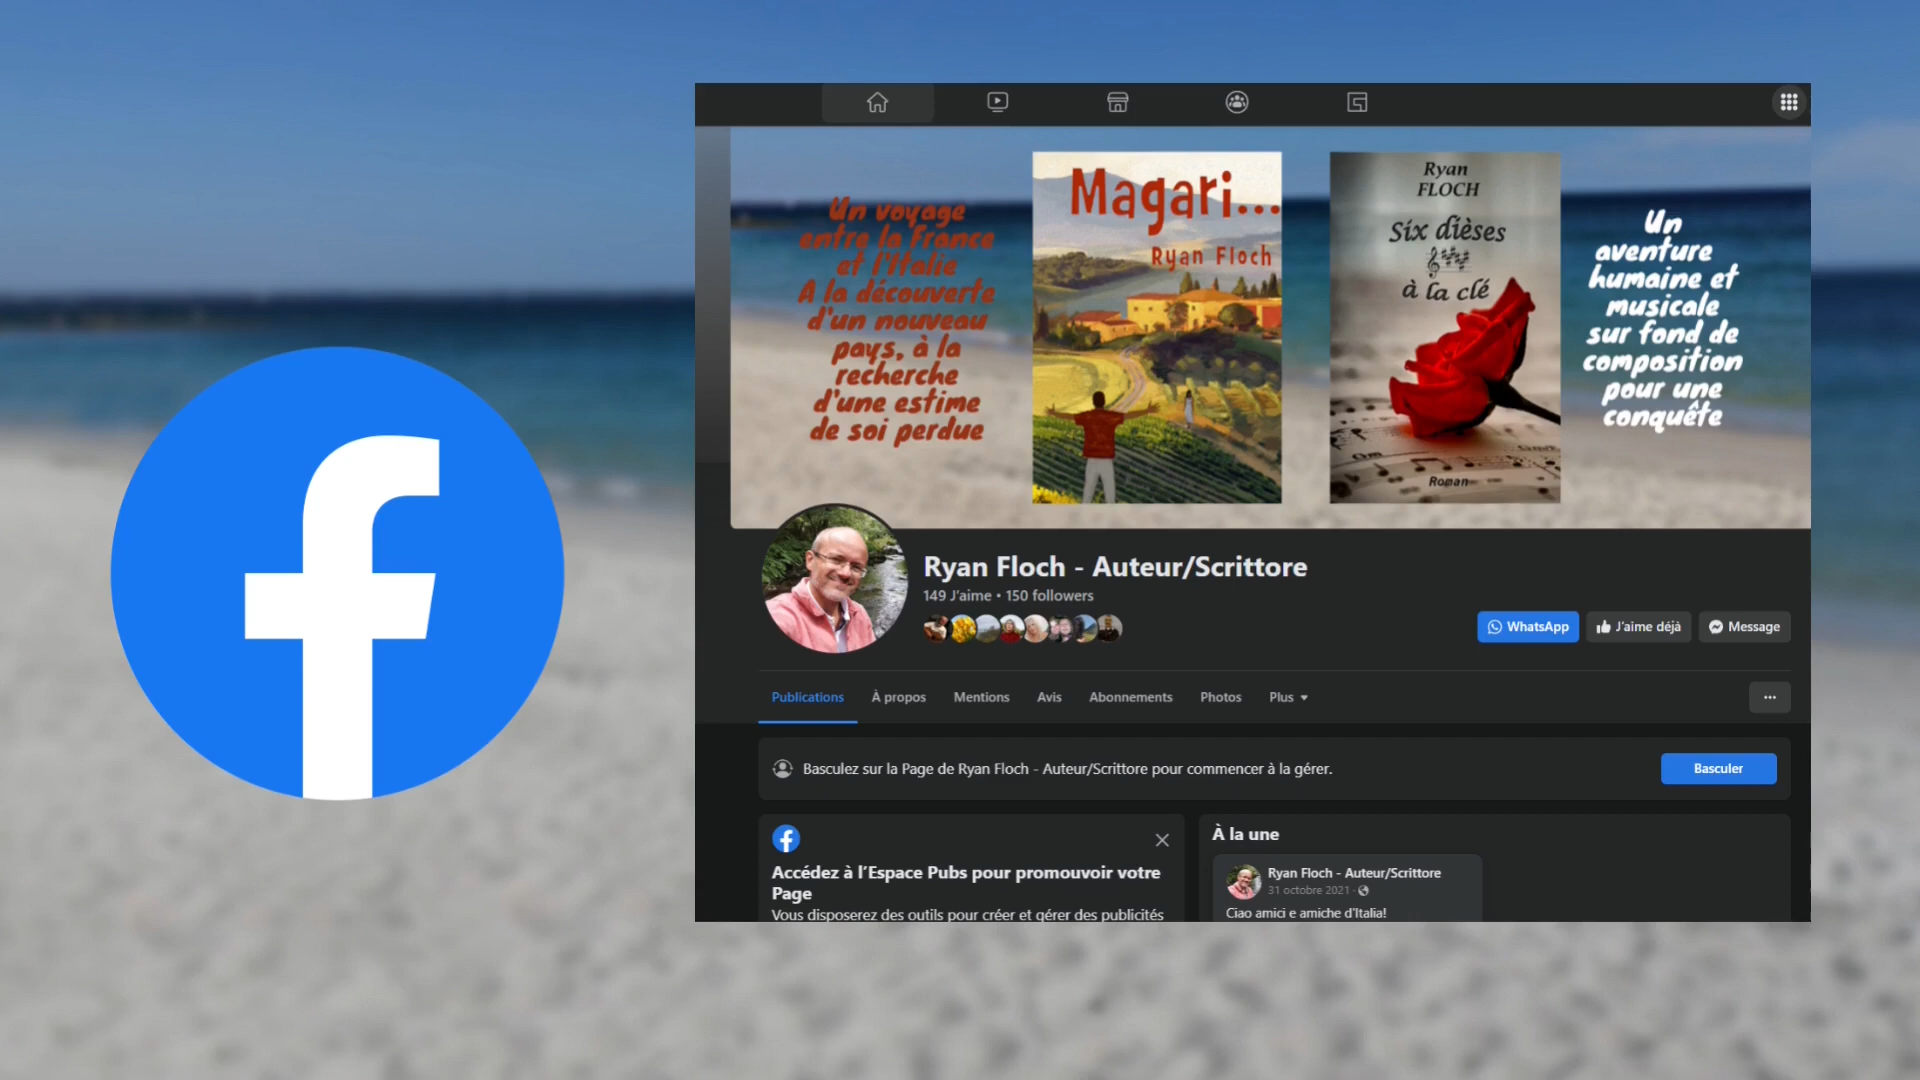 Un voyage
entre la France
et l'Italie
A la découverte
d'un nouveau
pays, à la
recherche
d'une estime
de soi perdue
Magari...
Ryan Floch
Ryan
FLOCH
Six dièses
à la clé
Roman
Un
aventure
humaine et
musicale
sur fond de
composition
pour une
conquête
Ryan Floch - Auteur/Scrittore
149 J'aime • 150 followers
WhatsApp
J'aime déjà
Message
Publications
À propos
Mentions
Avis
Abonnements
Photos
Plus
Basculez sur la Page de Ryan Floch - Auteur/Scrittore pour commencer à la gérer.
Basculer
Accédez à l'Espace Pubs pour promouvoir votre
Page
Vous disposerez des outils pour créer et gérer des publicités
À la une
Ryan Floch - Auteur/Scrittore
31 octobre 2021 ·
Ciao amici e amiche d'Italia!